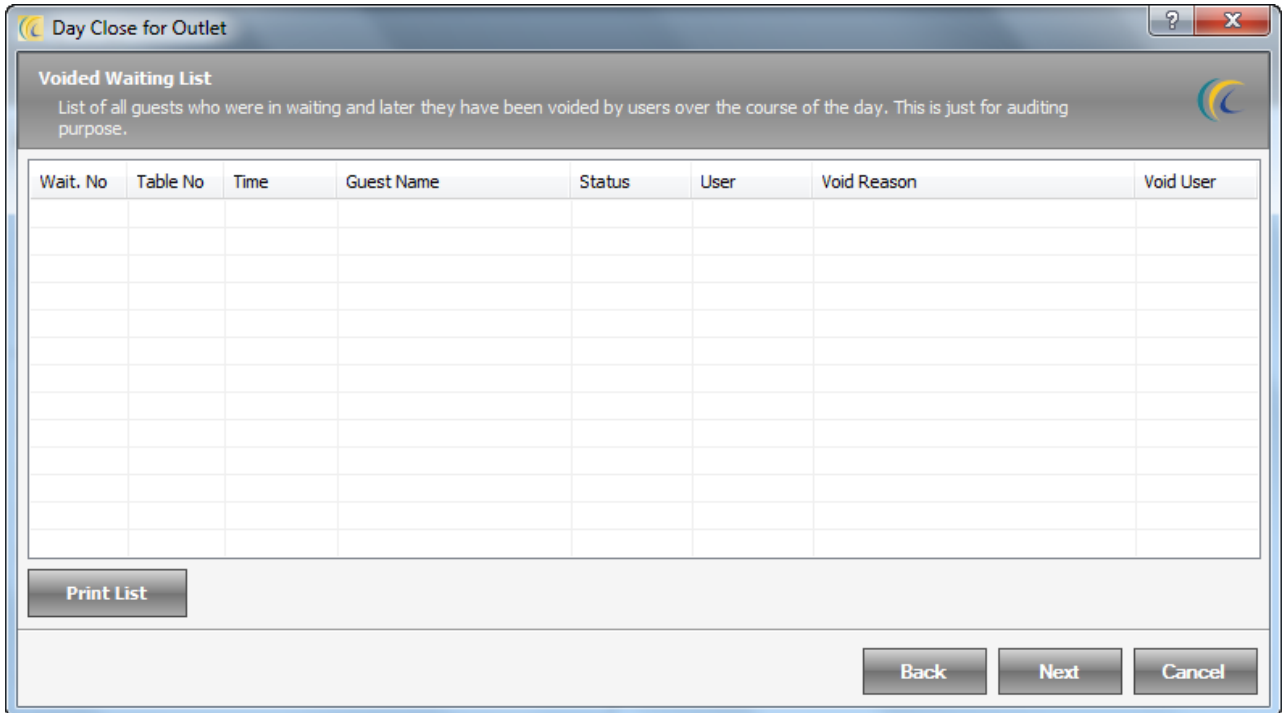 Day Close for Outlet
? X
Voided Waiting List
List of all guests who were in waiting and later they have been voided by users over the course of the day. This is just for auditing
purpose.
Wait. No Table No Time Guest Name Status User Void Reason Void User
Print List
Back Next Cancel